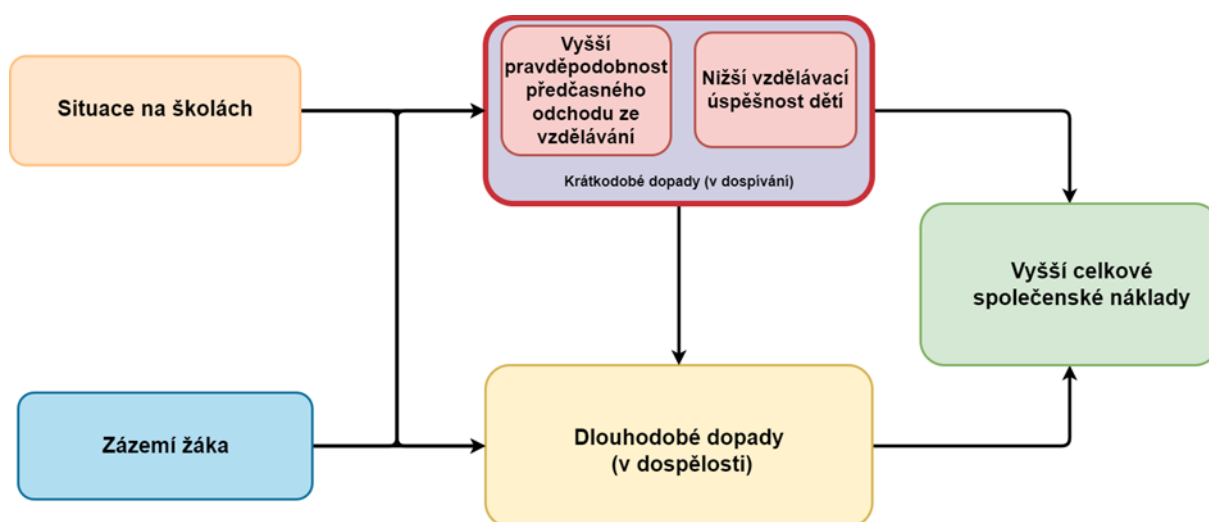 Situace na školách
Vyšší
pravděpodobnost
předčasného
odchodu ze
vzdělávání
Nižší vzdělávací
úspěšnost dětí
Krátkodobé dopady (v dospívání)
Vyšší celkové
společenské náklady
Zázemí žáka
Dlouhodobé dopady
(v dospělosti)